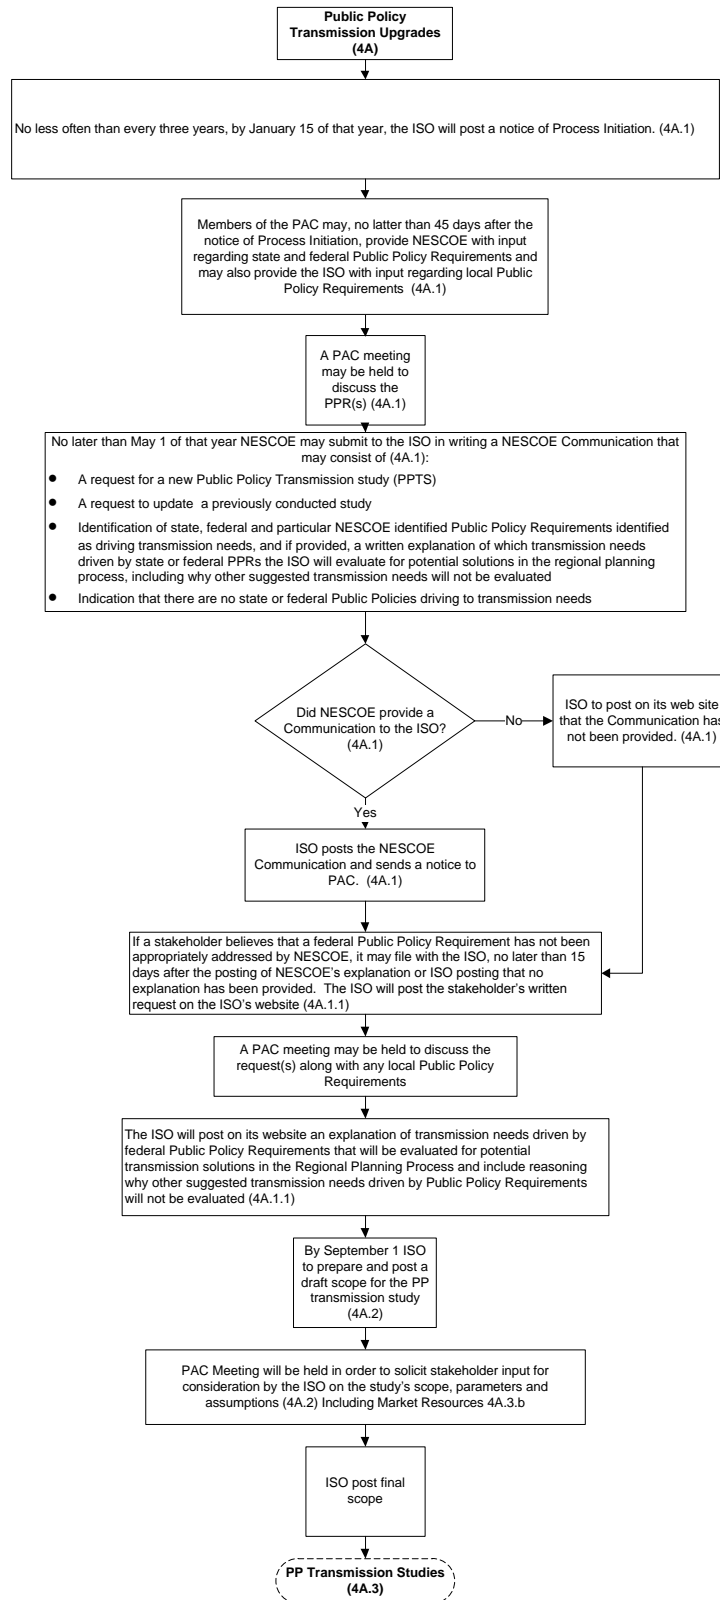 Public Policy
Transmission Upgrades
(4A)
No less often than every three years, by January 15 of that year, the ISO will post a notice of Process Initiation. (4A.1)
Members of the PAC may, no latter than 45 days after the
notice of Process Initiation, provide NESCOE with input
regarding state and federal Public Policy Requirements and
may also provide the ISO with input regarding local Public
Policy Requirements (4A.1)
A PAC meeting
may be held to
discuss the
PPR(s) (4A.1)
No later than May 1 of that year NESCOE may submit to the ISO in writing a NESCOE Communication that
may consist of (4A.1):
● A request for a new Public Policy Transmission study (PPTS)
● A request to update a previously conducted study
● Identification of state, federal and particular NESCOE identified Public Policy Requirements identified
as driving transmission needs, and if provided, a written explanation of which transmission needs
driven by state or federal PPRs the ISO will evaluate for potential solutions in the regional planning
process, including why other suggested transmission needs will not be evaluated
● Indication that there are no state or federal Public Policies driving to transmission needs
Did NESCOE provide a
Communication to the ISO?
(4A.1)
No
ISO to post on its web site
that the Communication has
not been provided. (4A.1)
Yes
ISO posts the NESCOE
Communication and sends a notice to
PAC. (4A.1)
If a stakeholder believes that a federal Public Policy Requirement has not been
appropriately addressed by NESCOE, it may file with the ISO, no later than 15
days after the posting of NESCOE's explanation or ISO posting that no
explanation has been provided. The ISO will post the stakeholder's written
request on the ISO's website (4A.1.1)
A PAC meeting may be held to discuss the
request(s) along with any local Public Policy
Requirements
The ISO will post on its website an explanation of transmission needs driven by
federal Public Policy Requirements that will be evaluated for potential
transmission solutions in the Regional Planning Process and include reasoning
why other suggested transmission needs driven by Public Policy Requirements
will not be evaluated (4A.1.1)
By September 1 ISO
to prepare and post
a draft scope for the PP
transmission study
(4A.2)
PAC Meeting will be held in order to solicit stakeholder input for
consideration by the ISO on the study's scope, parameters and
assumptions (4A.2) Including Market Resources 4A.3.b
ISO post final
scope
PP Transmission Studies
(4A.3)